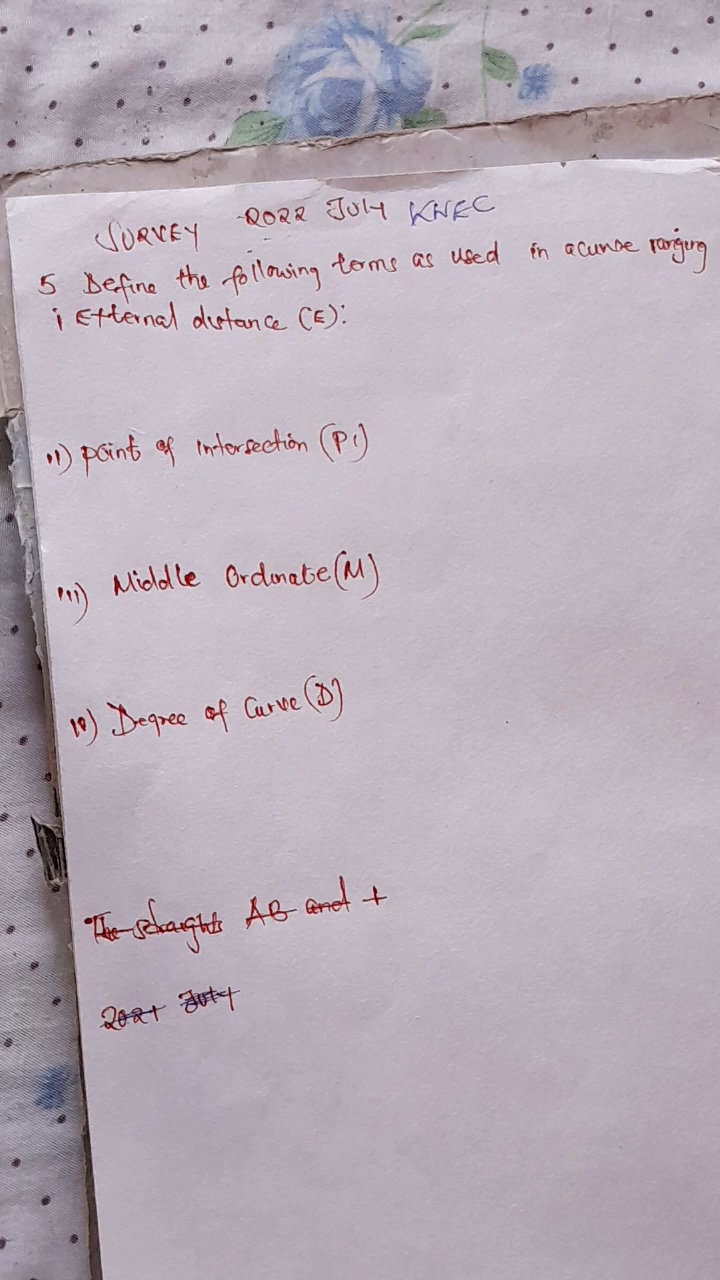 SURVEY 2022 JULY KNEC
5 Define the following terms as used in a curve ranging
i External distance (E):
ii) Point of intersection (PI)
iii) Middle Ordinate (M)
iv) Degree of Curve (D)
The straights AB and +
2021 July